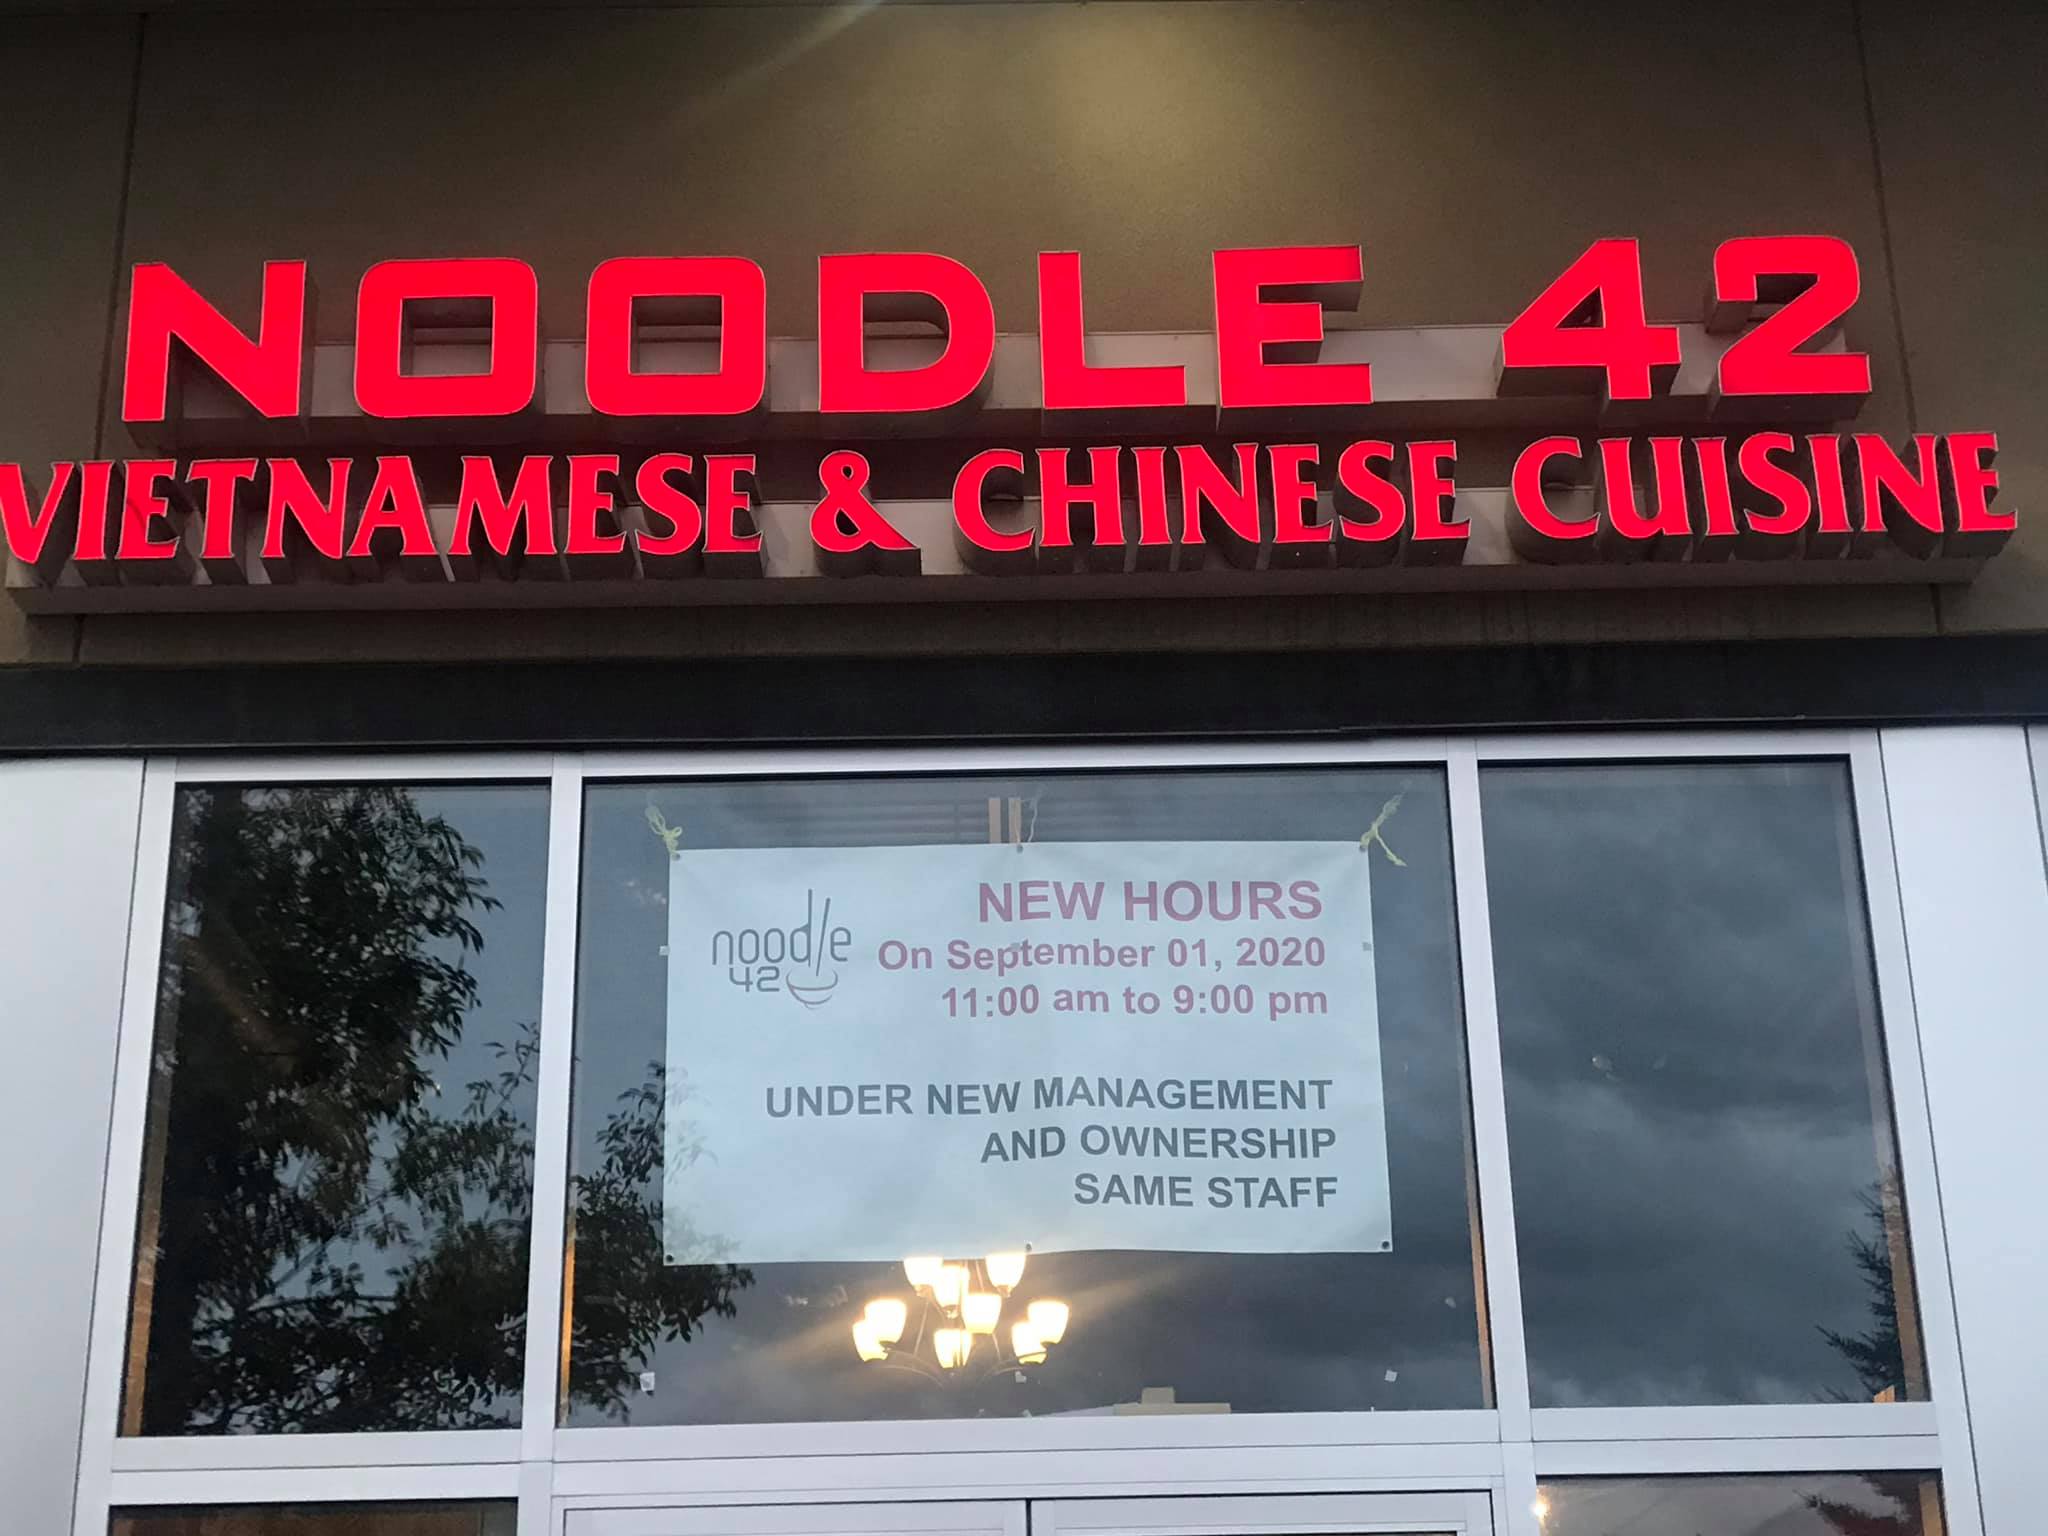 NOODLE 42
VIETNAMESE & CHINESE CUISINE
noodle
42
NEW HOURS
On September 01, 2020
11:00 am to 9:00 pm
UNDER NEW MANAGEMENT
AND OWNERSHIP
SAME STAFF